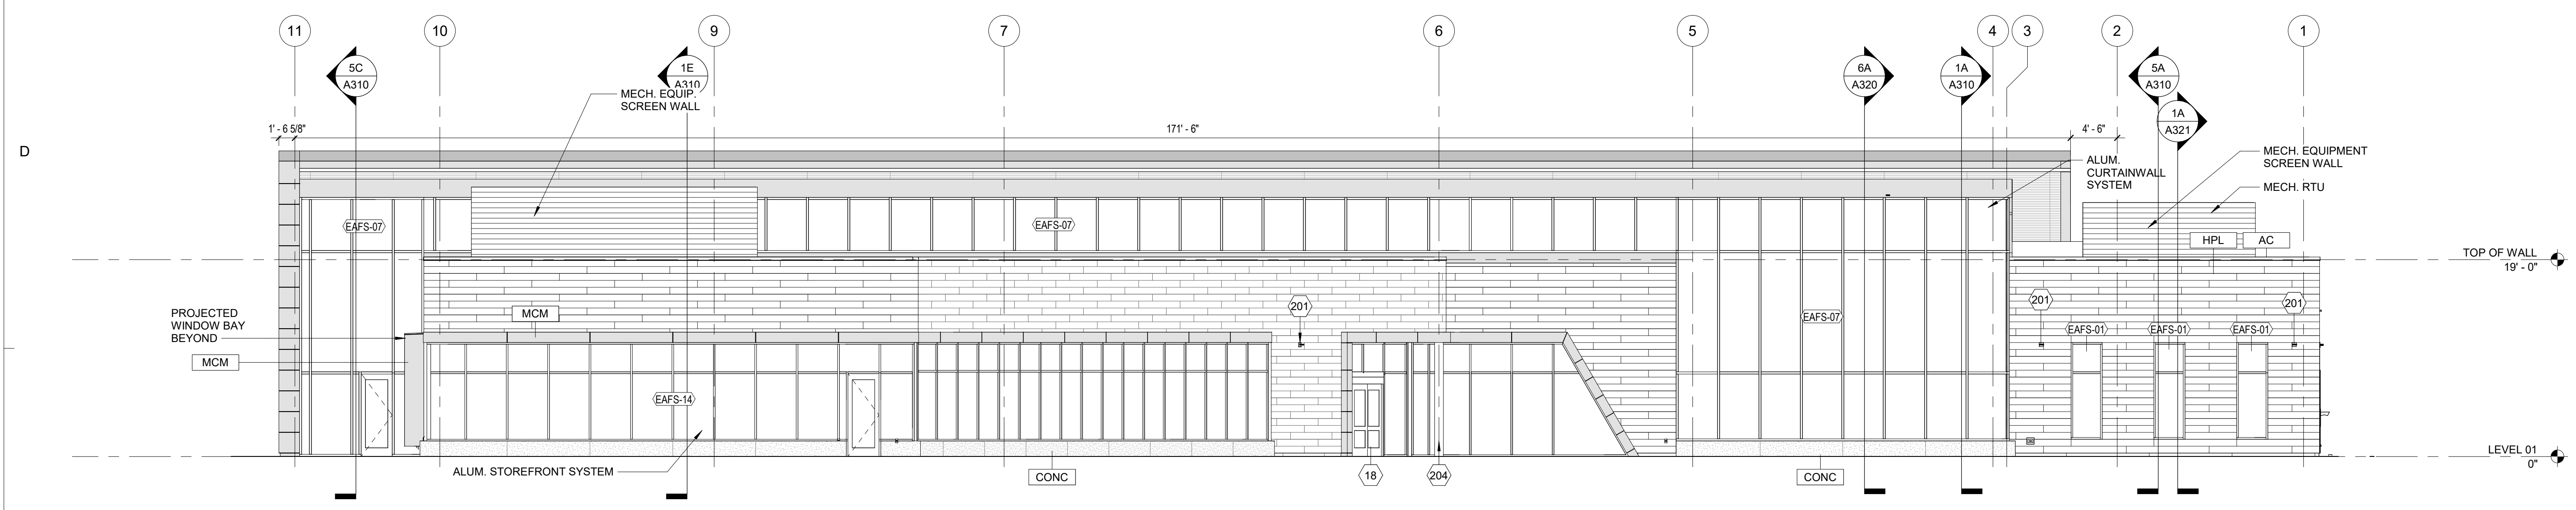 11
10
9
7
6
5
4
3
2
1
5C
A310
1E
A310
6A
A320
1A
A310
5A
A310
1A
A321
MECH. EQUIP.
SCREEN WALL
1' - 6 5/8"
171' - 6"
4' - 6"
D
ALUM.
CURTAINWALL
SYSTEM
MECH. EQUIPMENT
SCREEN WALL
MECH. RTU
EAFS-07
EAFS-07
HPL
AC
TOP OF WALL
19' - 0"
PROJECTED
WINDOW BAY
BEYOND
MCM
MCM
201
EAFS-07
201
201
EAFS-01
EAFS-01
EAFS-01
EAFS-14
ALUM. STOREFRONT SYSTEM
CONC
18
204
CONC
LEVEL 01
0"